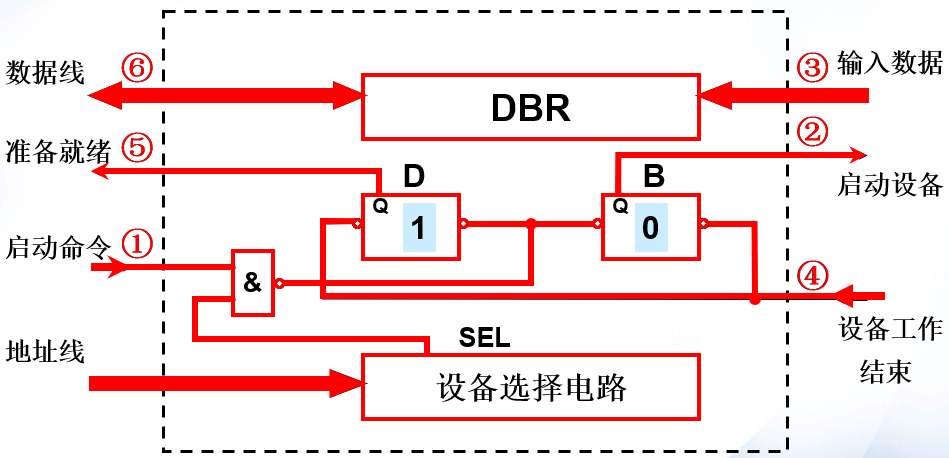 数据线 ⑥
DBR
③ 输入数据
准备就绪 ⑤
② 启动设备
D
B
Q
1
Q
0
启动命令 ①
&
④
设备工作
结束
SEL
地址线
设备选择电路